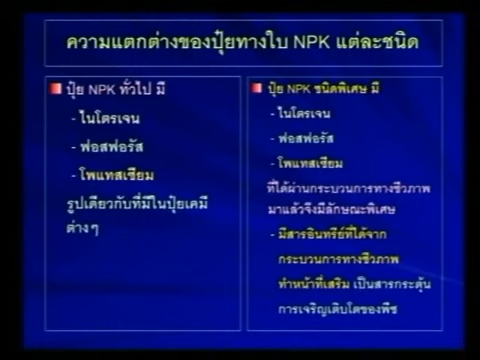 ความแตกต่างของปุ๋ยทางใบ NPK แต่ละชนิด
ปุ๋ย NPK ทั่วไป มี
- ไนโตรเจน
- ฟอสฟอรัส
- โพแทสเซียม
รูปเดียวกับที่มีในปุ๋ยเคมี
ต่างๆ
ปุ๋ย NPK ชนิดพิเศษ มี
- ไนโตรเจน
- ฟอสฟอรัส
- โพแทสเซียม
ที่ได้ผ่านกระบวนการทางชีวภาพ
มาแล้วจึงมีลักษณะพิเศษ
- มีสารอินทรีย์ที่ได้จาก
กระบวนการทางชีวภาพ
ทำหน้าที่เสริม เป็นสารกระตุ้น
การเจริญเติบโตของพืช